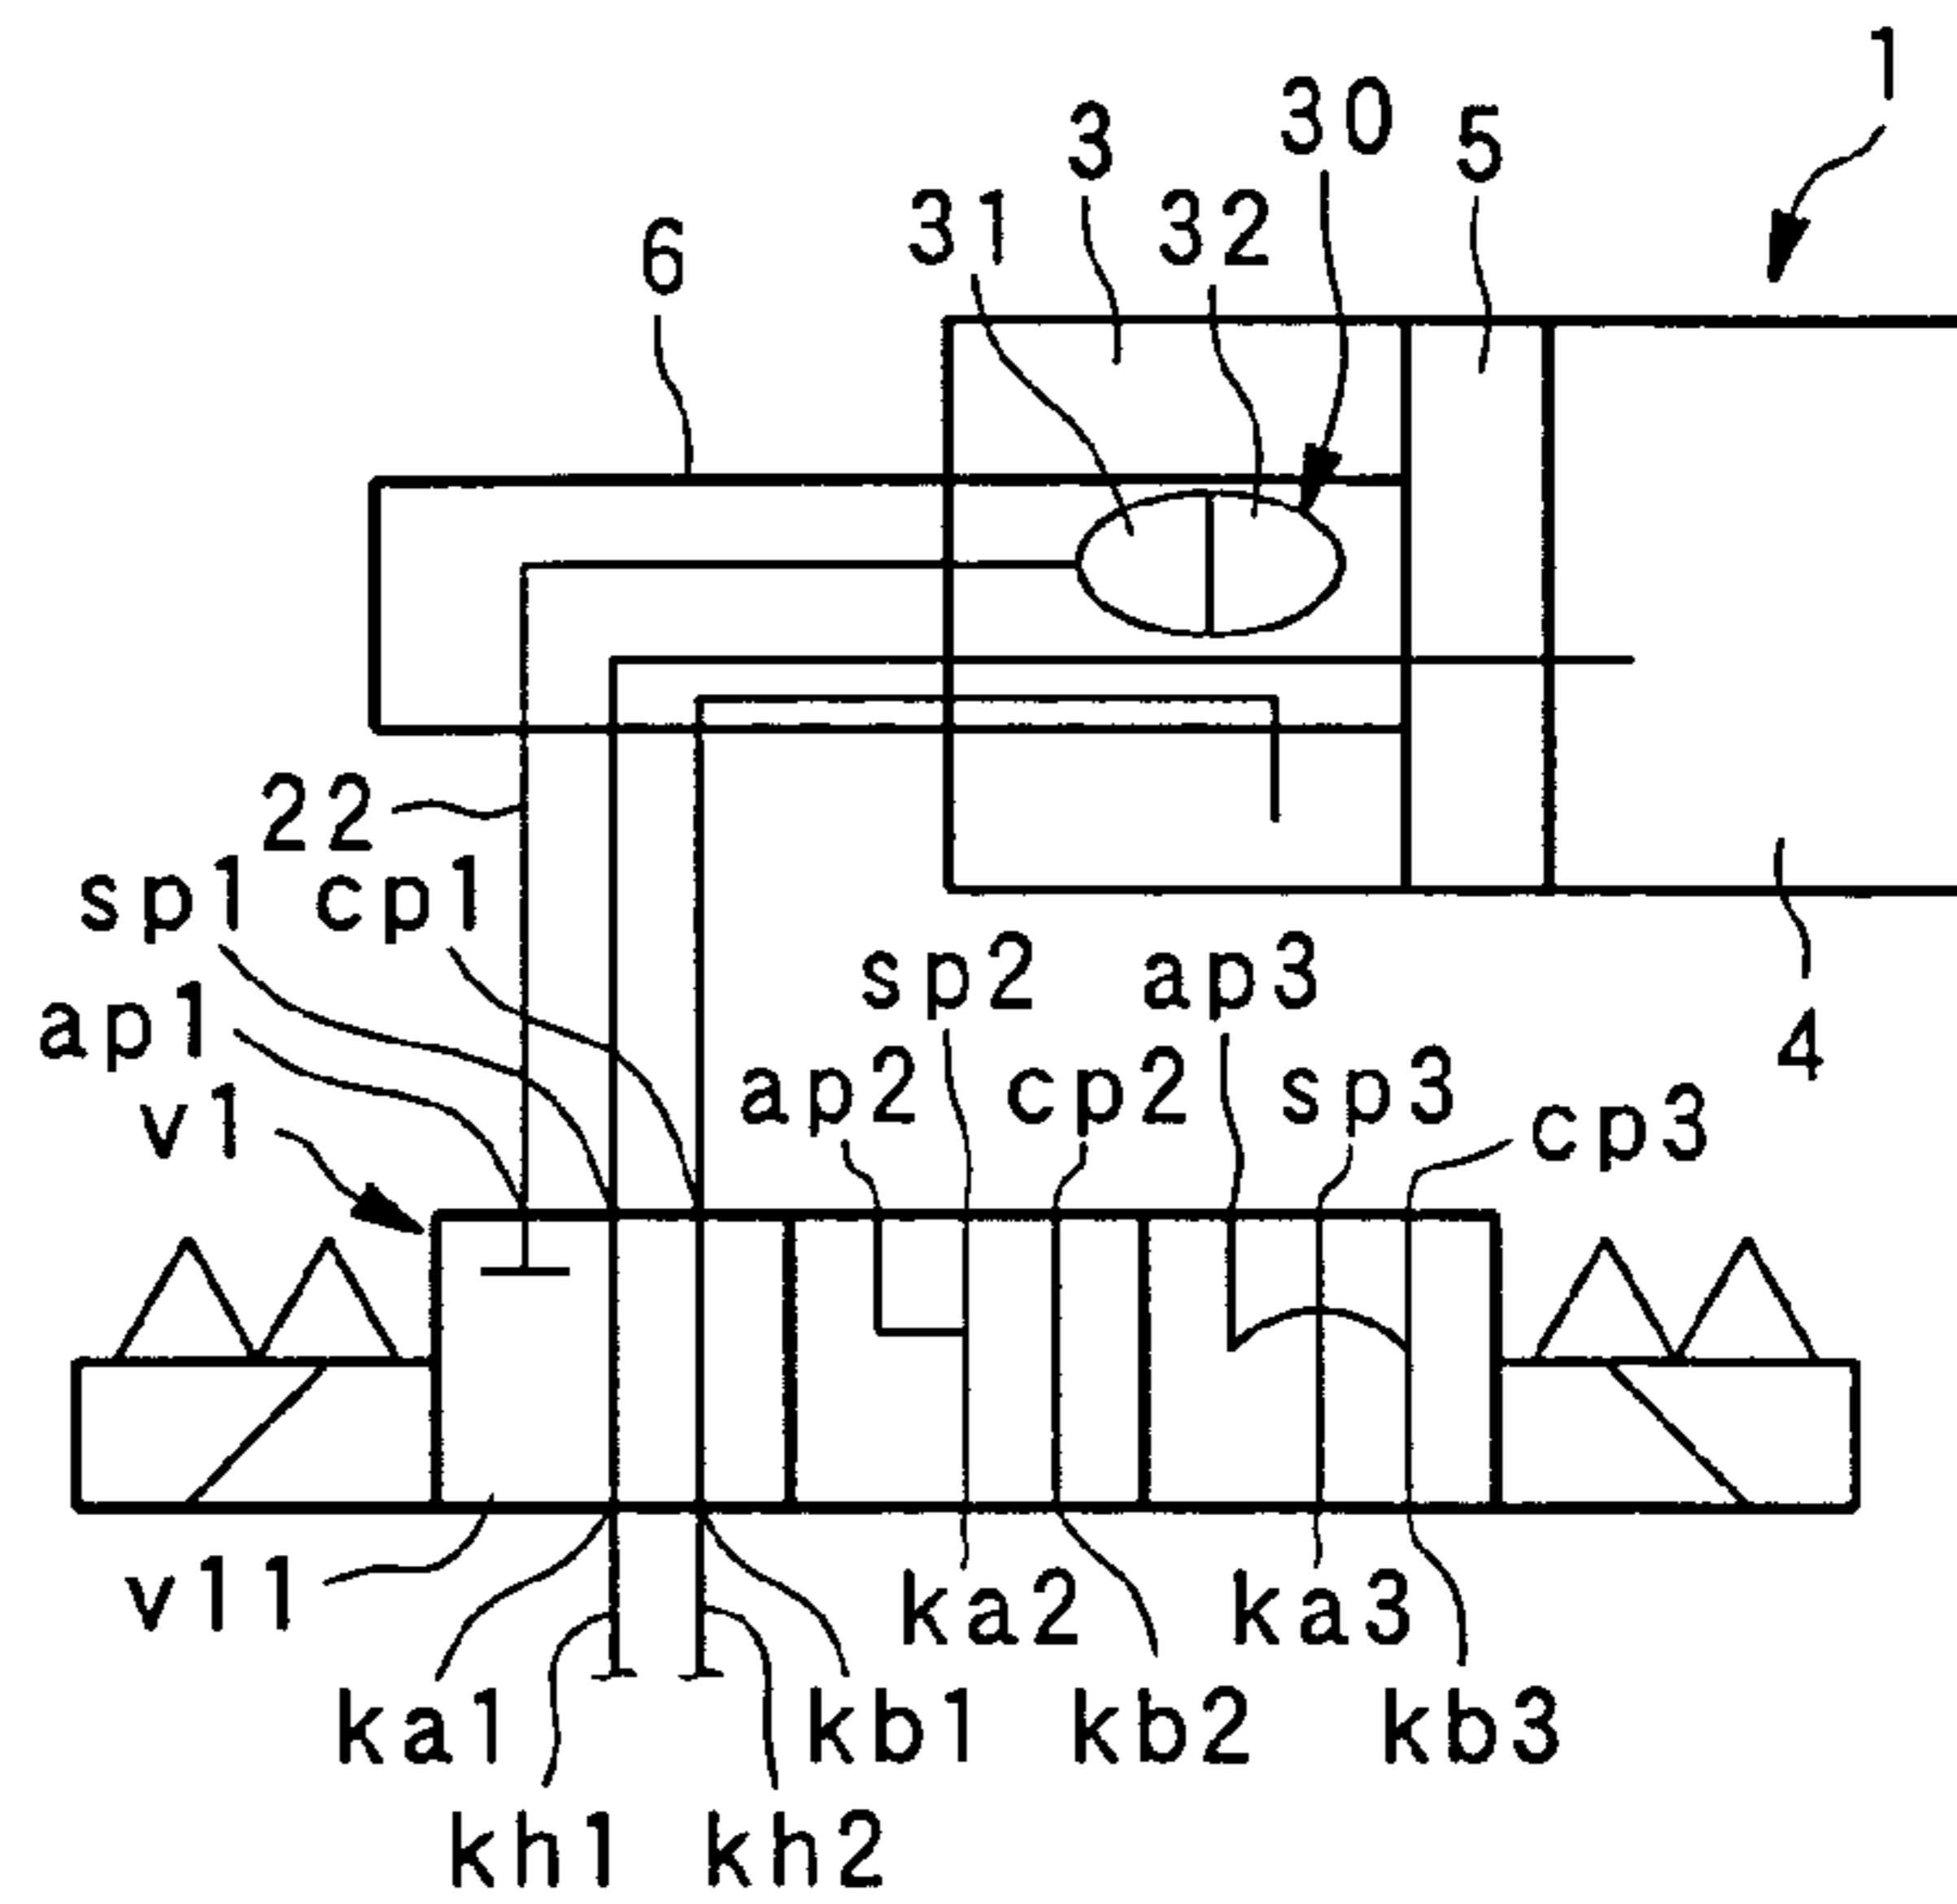 1
3 30 5
31 32
6
22
sp1 cp1
sp2 ap3
ap1
4
v1 ap2 cp2 sp3 cp3
v11 ka2 ka3
ka1 kb1 kb2 kb3
kh1 kh2